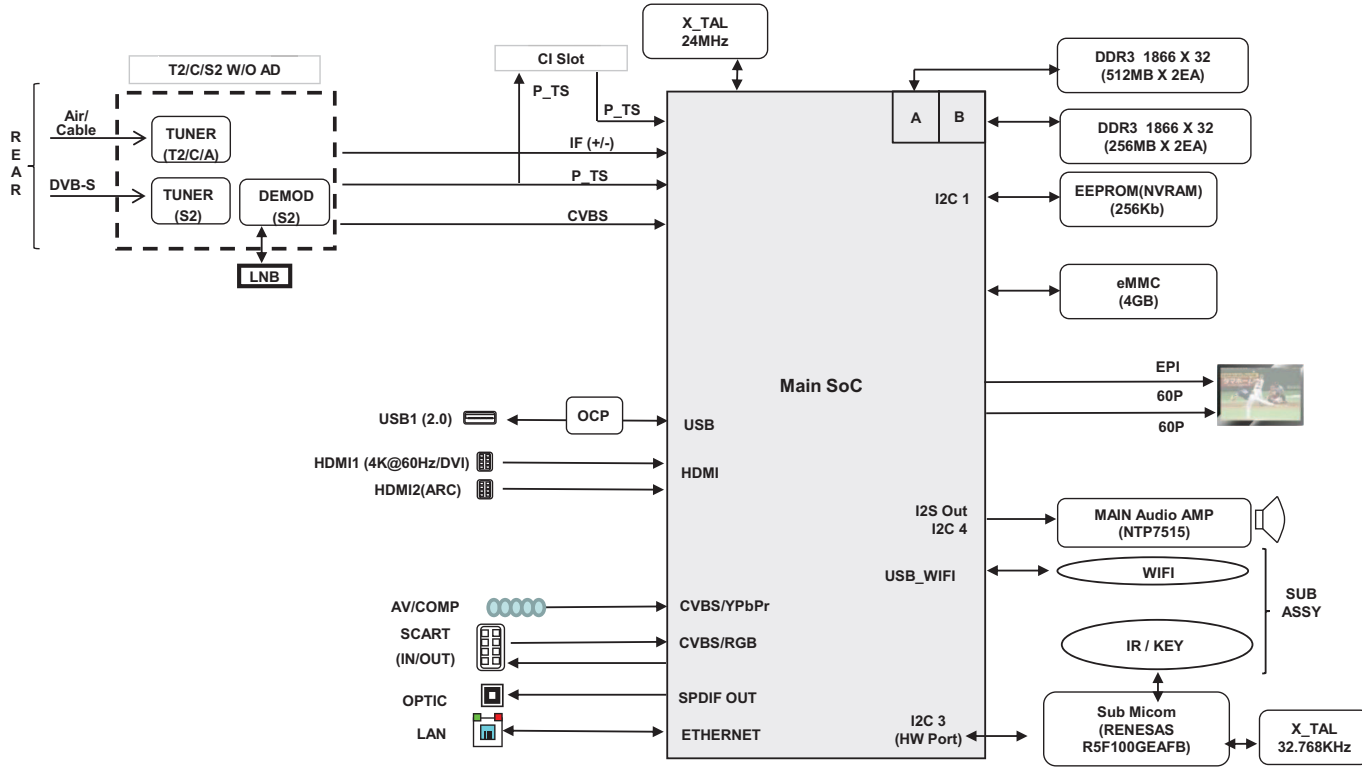 X_TAL
24MHz
CI Slot
T2/C/S2 W/O AD
P_TS
P_TS
R
E
A
R
Air/
Cable
TUNER
(T2/C/A)
DVB-S
TUNER
(S2)
DEMOD
(S2)
LNB
IF (+/-)
P_TS
CVBS
A
B
DDR3 1866 X 32
(512MB X 2EA)
DDR3 1866 X 32
(256MB X 2EA)
I2C 1
EEPROM(NVRAM)
(256Kb)
eMMC
(4GB)
Main SoC
EPI
60P
60P
USB1 (2.0)
OCP
USB
HDMI1 (4K@60Hz/DVI)
HDMI
HDMI2(ARC)
I2S Out
I2C 4
MAIN Audio AMP
(NTP7515)
USB_WIFI
WIFI
SUB
ASSY
IR / KEY
AV/COMP
CVBS/YPbPr
SCART
(IN/OUT)
CVBS/RGB
OPTIC
SPDIF OUT
LAN
ETHERNET
I2C 3
(HW Port)
Sub Micom
(RENESAS
R5F100GEAFB)
X_TAL
32.768KHz